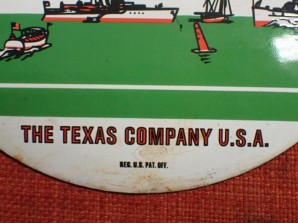 THE TEXAS COMPANY U.S.A.
REG. U.S. PAT. OFF.